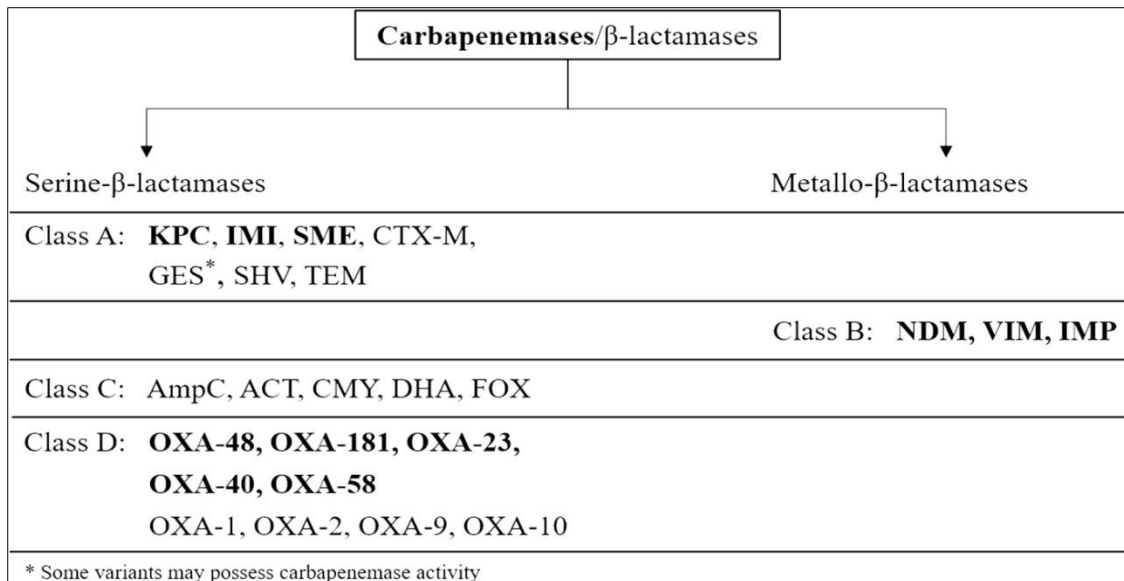 Carbapenemases/β-lactamases
Serine-β-lactamases
Metallo-β-lactamases
Class A: KPC, IMI, SME, CTX-M,
GES*, SHV, TEM
Class B: NDM, VIM, IMP
Class C: AmpC, ACT, CMY, DHA, FOX
Class D: OXA-48, OXA-181, OXA-23,
OXA-40, OXA-58
OXA-1, OXA-2, OXA-9, OXA-10
* Some variants may possess carbapenemase activity